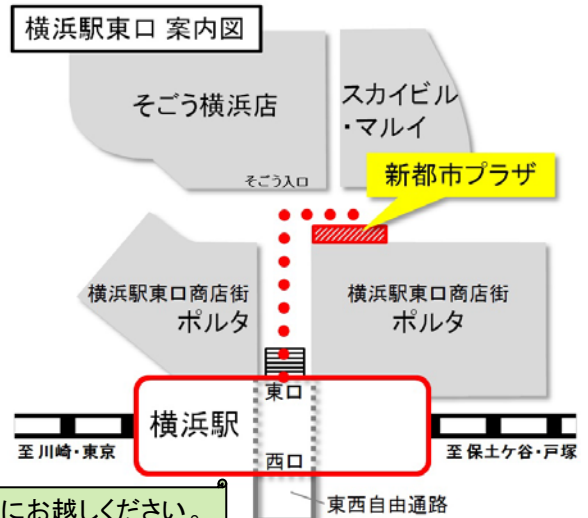 横浜駅東口 案内図
そごう横浜店
スカイビル
・マルイ
そごう入口
新都市プラザ
横浜駅東口商店街
ポルタ
横浜駅東口商店街
ポルタ
東口
横浜駅
西口
至川崎・東京
至保土ケ谷・戸塚
にお越しください。
東西自由通路